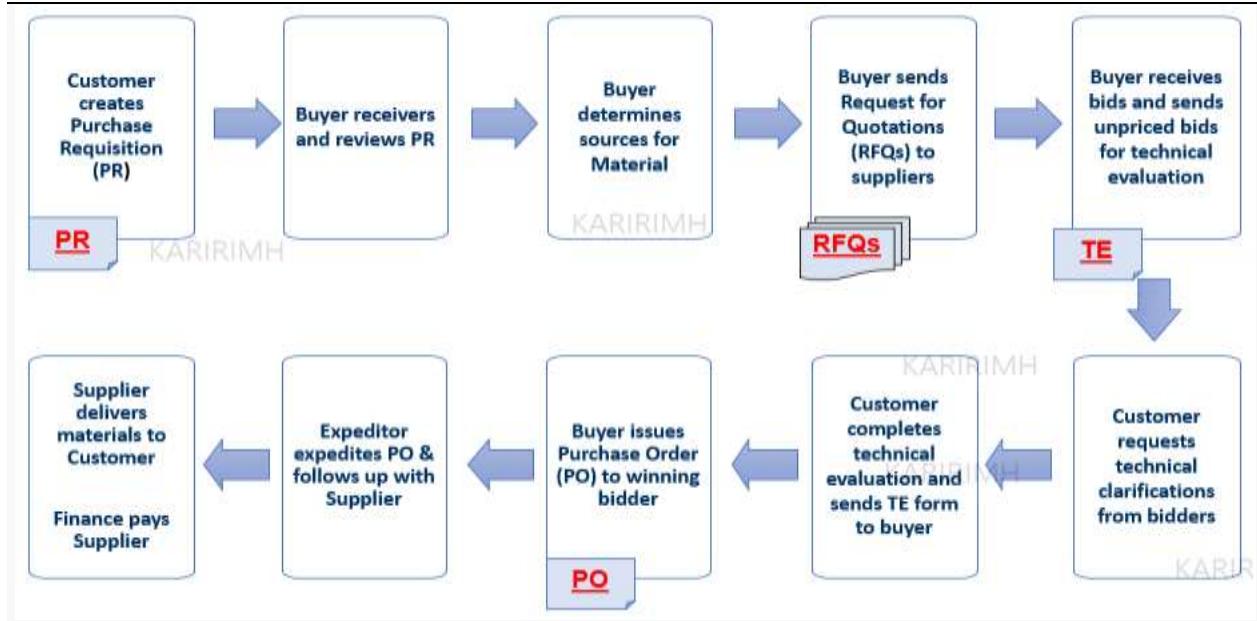 Customer
creates
Purchase
Requisition
(PR)
PR
KARIRIMH
Buyer receivers
and reviews PR
Buyer
determines
sources for
Material
KARIRIMH
Buyer sends
Request for
Quotations
(RFQs) to
suppliers
RFQs
Buyer receives
bids and sends
unpriced bids
for technical
evaluation
TE
Customer
requests
technical
clarifications
from bidders
KARIR
KARIRIMH
Customer
completes
technical
evaluation and
KARIRIMH
sends TE form
to buyer
Buyer issues
Purchase Order
(PO) to winning
bidder
PO
Expeditor
expedites PO &
follows up with
Supplier
Supplier
delivers
materials to
Customer
Finance pays
Supplier